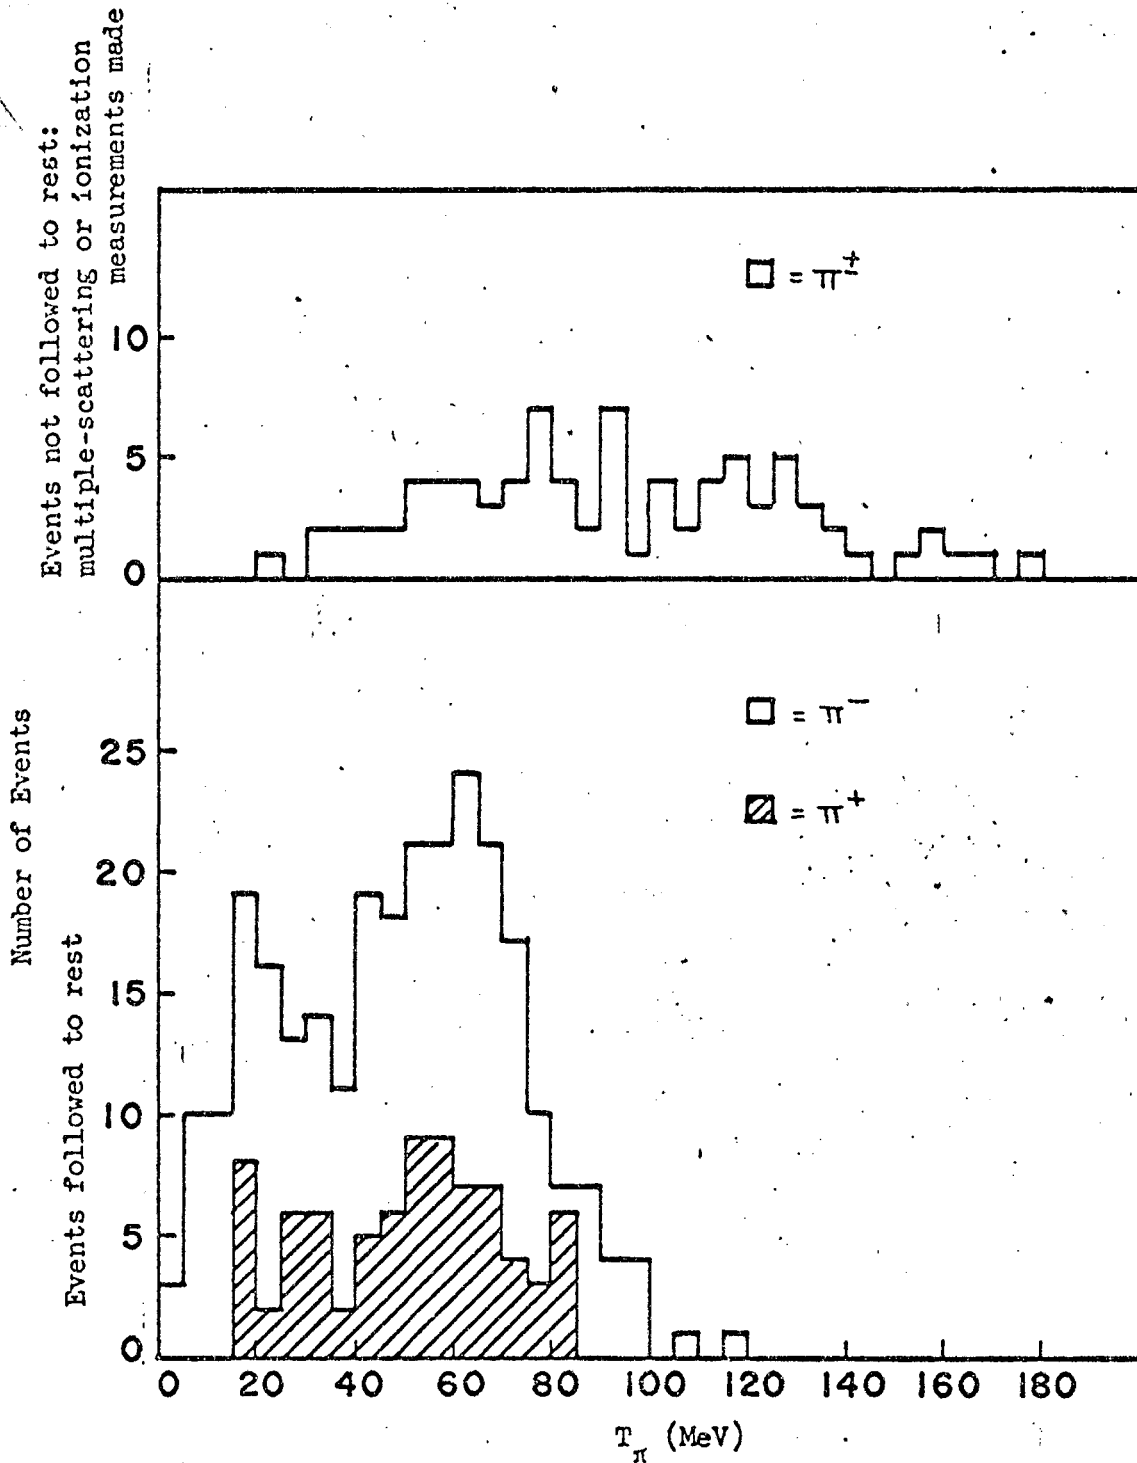 Events not followed to rest:
multiple-scattering or ionization
measurements made
□ = π±
10
5
0
Number of Events
Events followed to rest
□ = π⁻
▨ = π⁺
25
20
15
10
5
0
0 20 40 60 80 100 120 140 160 180
T_π (MeV)